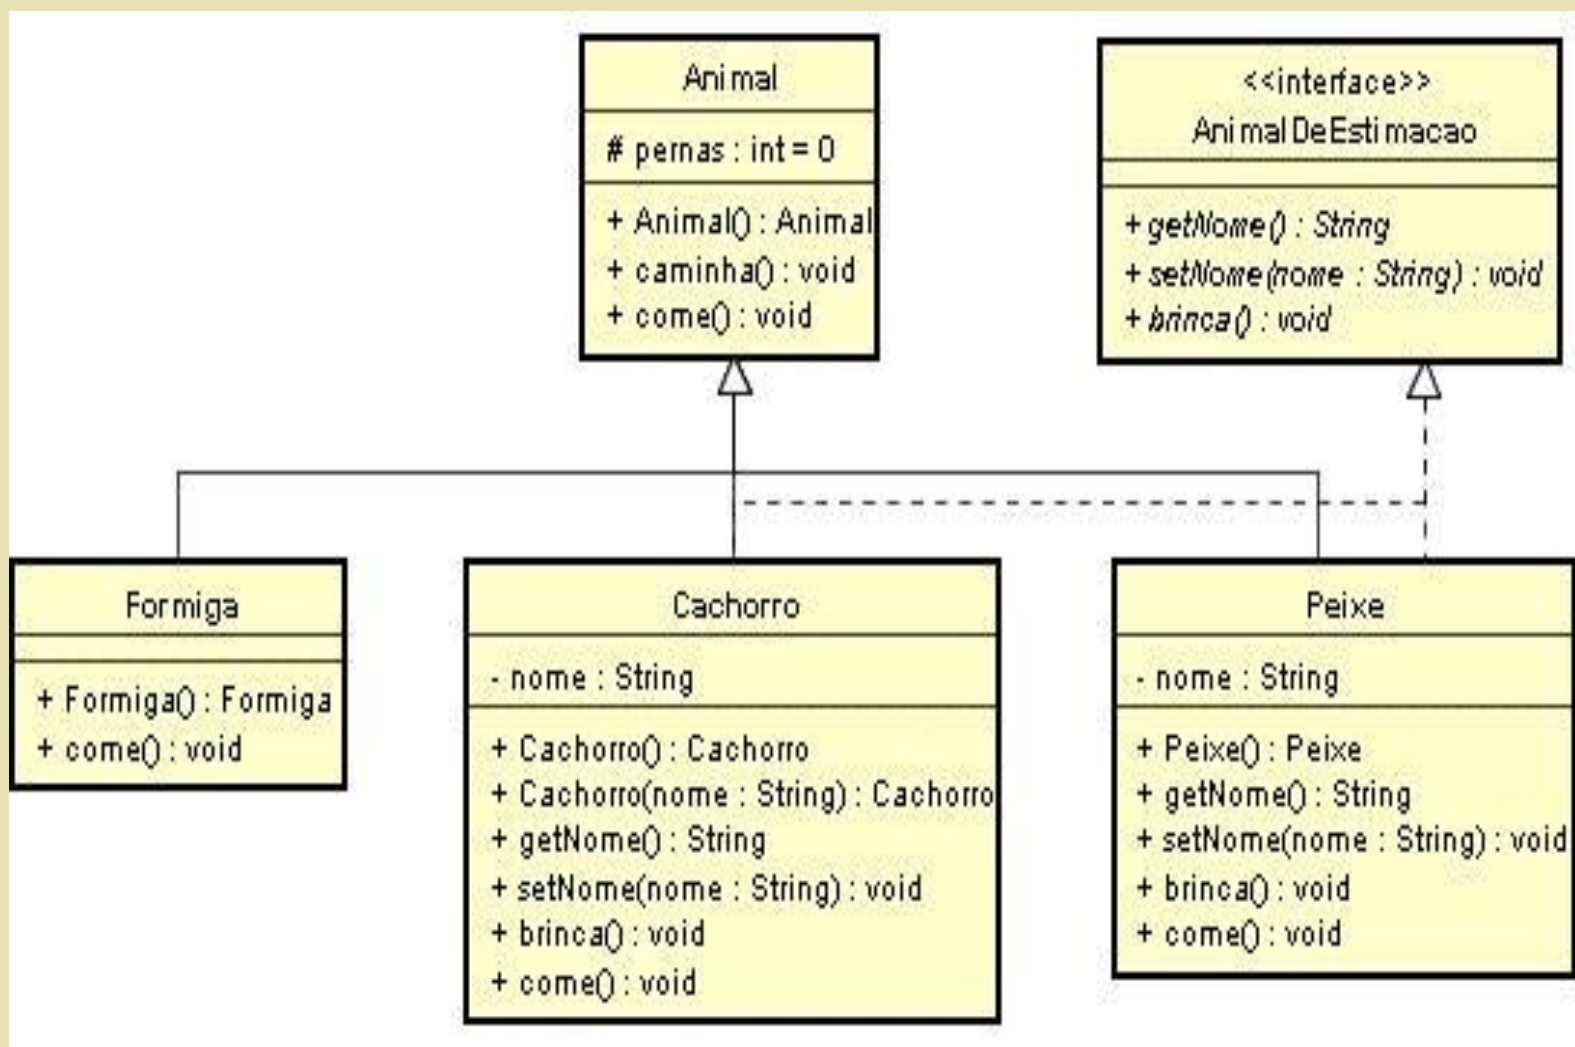 Animal
# pernas : int = 0
+ Animal() : Animal
+ caminha() : void
+ come() : void
<<interface>>
AnimalDeEstimacao
+ getNome() : String
+ setNome(nome : String) : void
+ brinca() : void
Formiga
+ Formiga() : Formiga
+ come() : void
Cachorro
- nome : String
+ Cachorro() : Cachorro
+ Cachorro(nome : String) : Cachorro
+ getNome() : String
+ setNome(nome : String) : void
+ brinca() : void
+ come() : void
Peixe
- nome : String
+ Peixe() : Peixe
+ getNome() : String
+ setNome(nome : String) : void
+ brinca() : void
+ come() : void